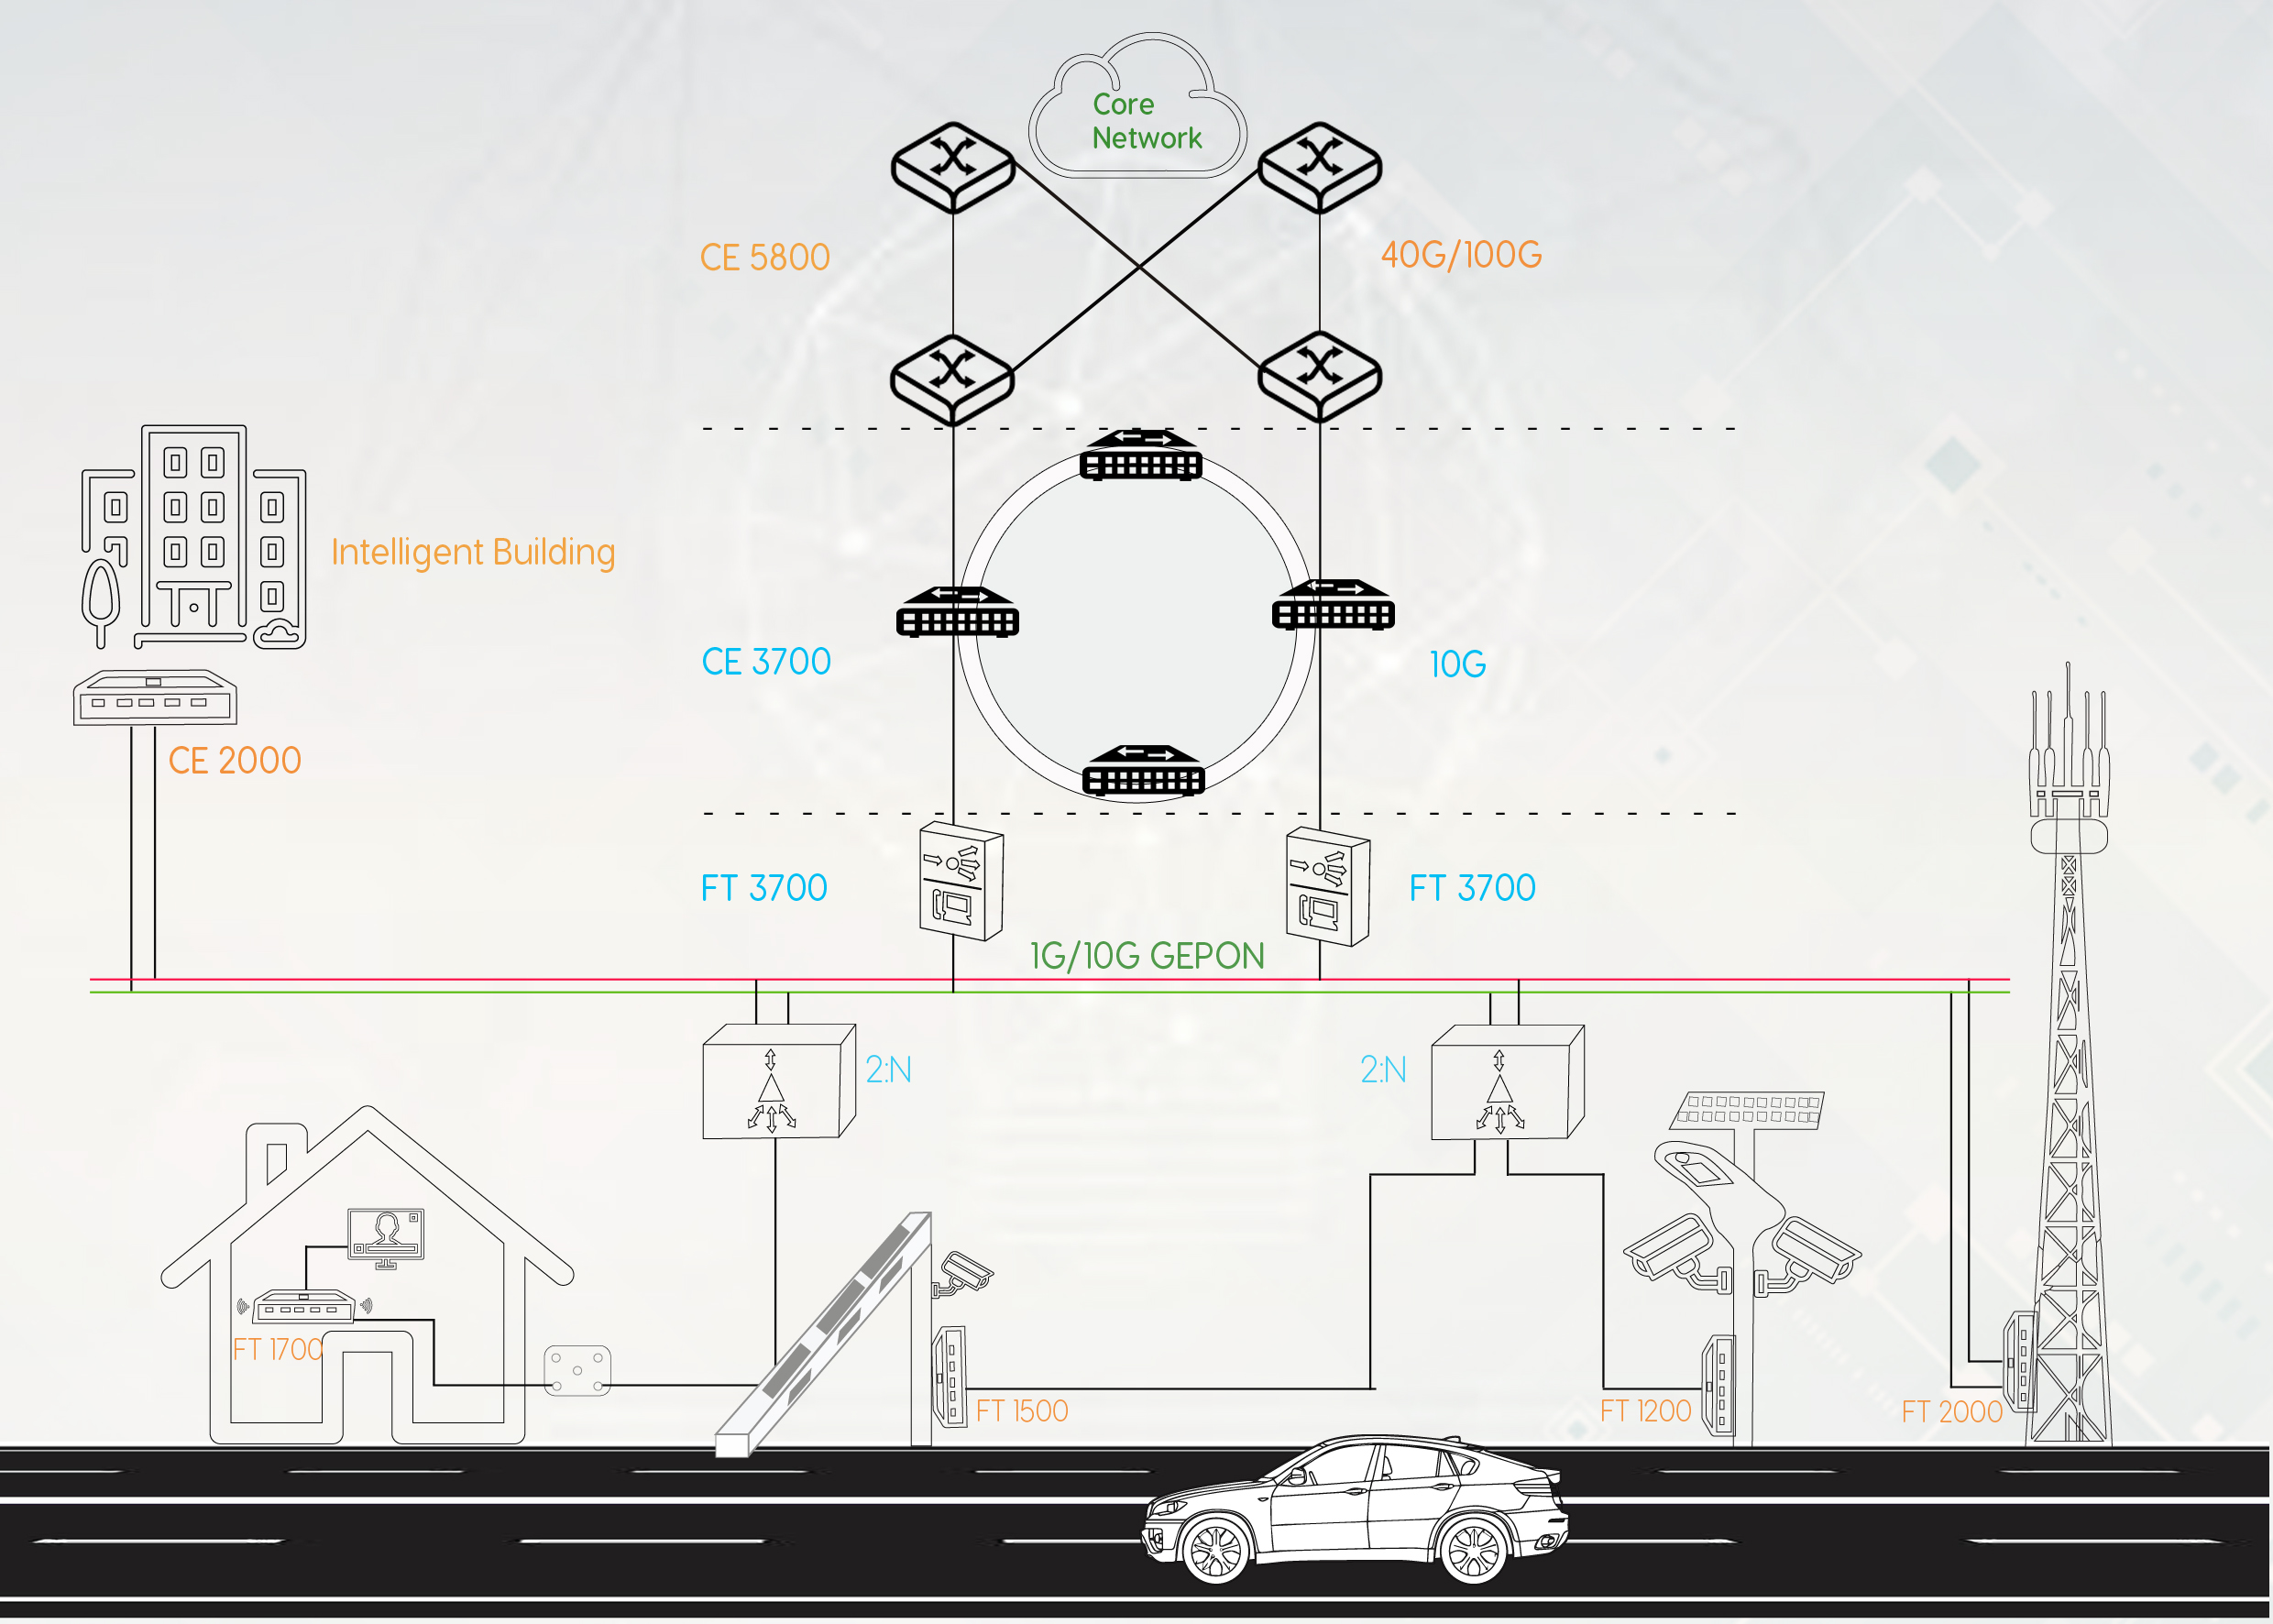 Core
Network
CE 5800
40G/100G
Intelligent Building
CE 3700
10G
CE 2000
FT 3700
FT 3700
1G/10G GEPON
2:N
2:N
FT 1700
FT 1500
FT 1200
FT 2000